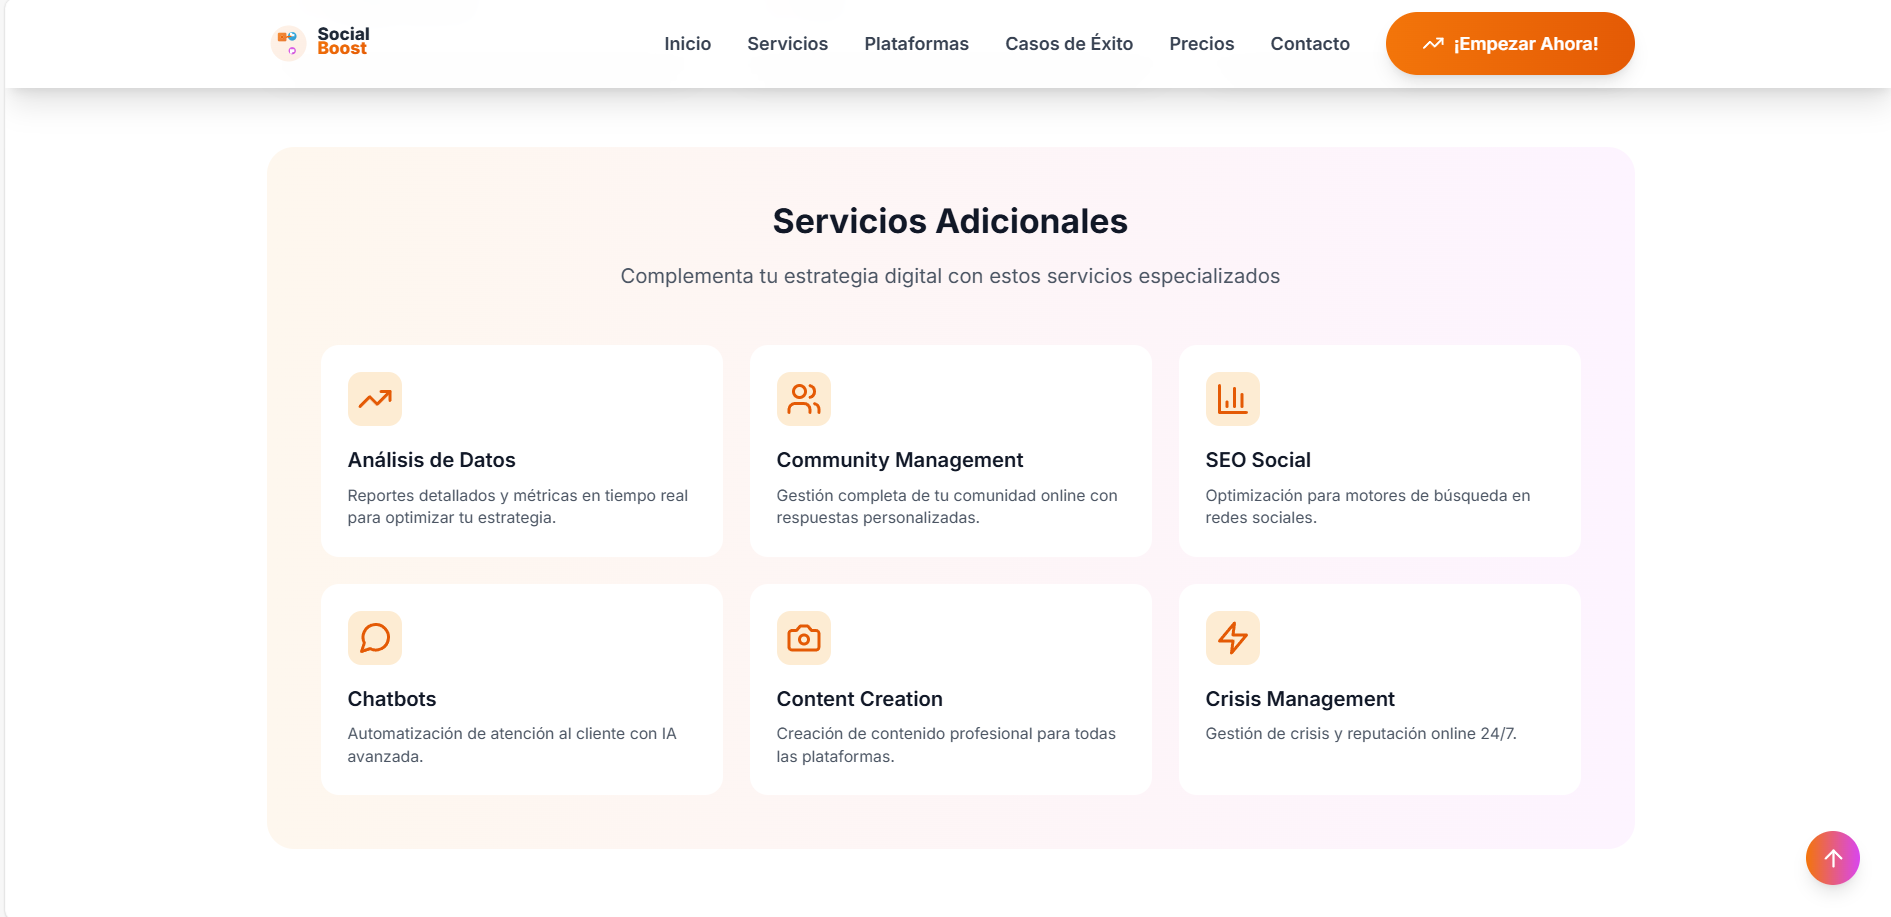 Social
Boost
Inicio
Servicios
Plataformas
Casos de Éxito
Precios
Contacto
¡Empezar Ahora!
Servicios Adicionales
Complementa tu estrategia digital con estos servicios especializados
Análisis de Datos
Reportes detallados y métricas en tiempo real
para optimizar tu estrategia.
Community Management
Gestión completa de tu comunidad online con
respuestas personalizadas.
SEO Social
Optimización para motores de búsqueda en
redes sociales.
Chatbots
Automatización de atención al cliente con IA
avanzada.
Content Creation
Creación de contenido profesional para todas
las plataformas.
Crisis Management
Gestión de crisis y reputación online 24/7.